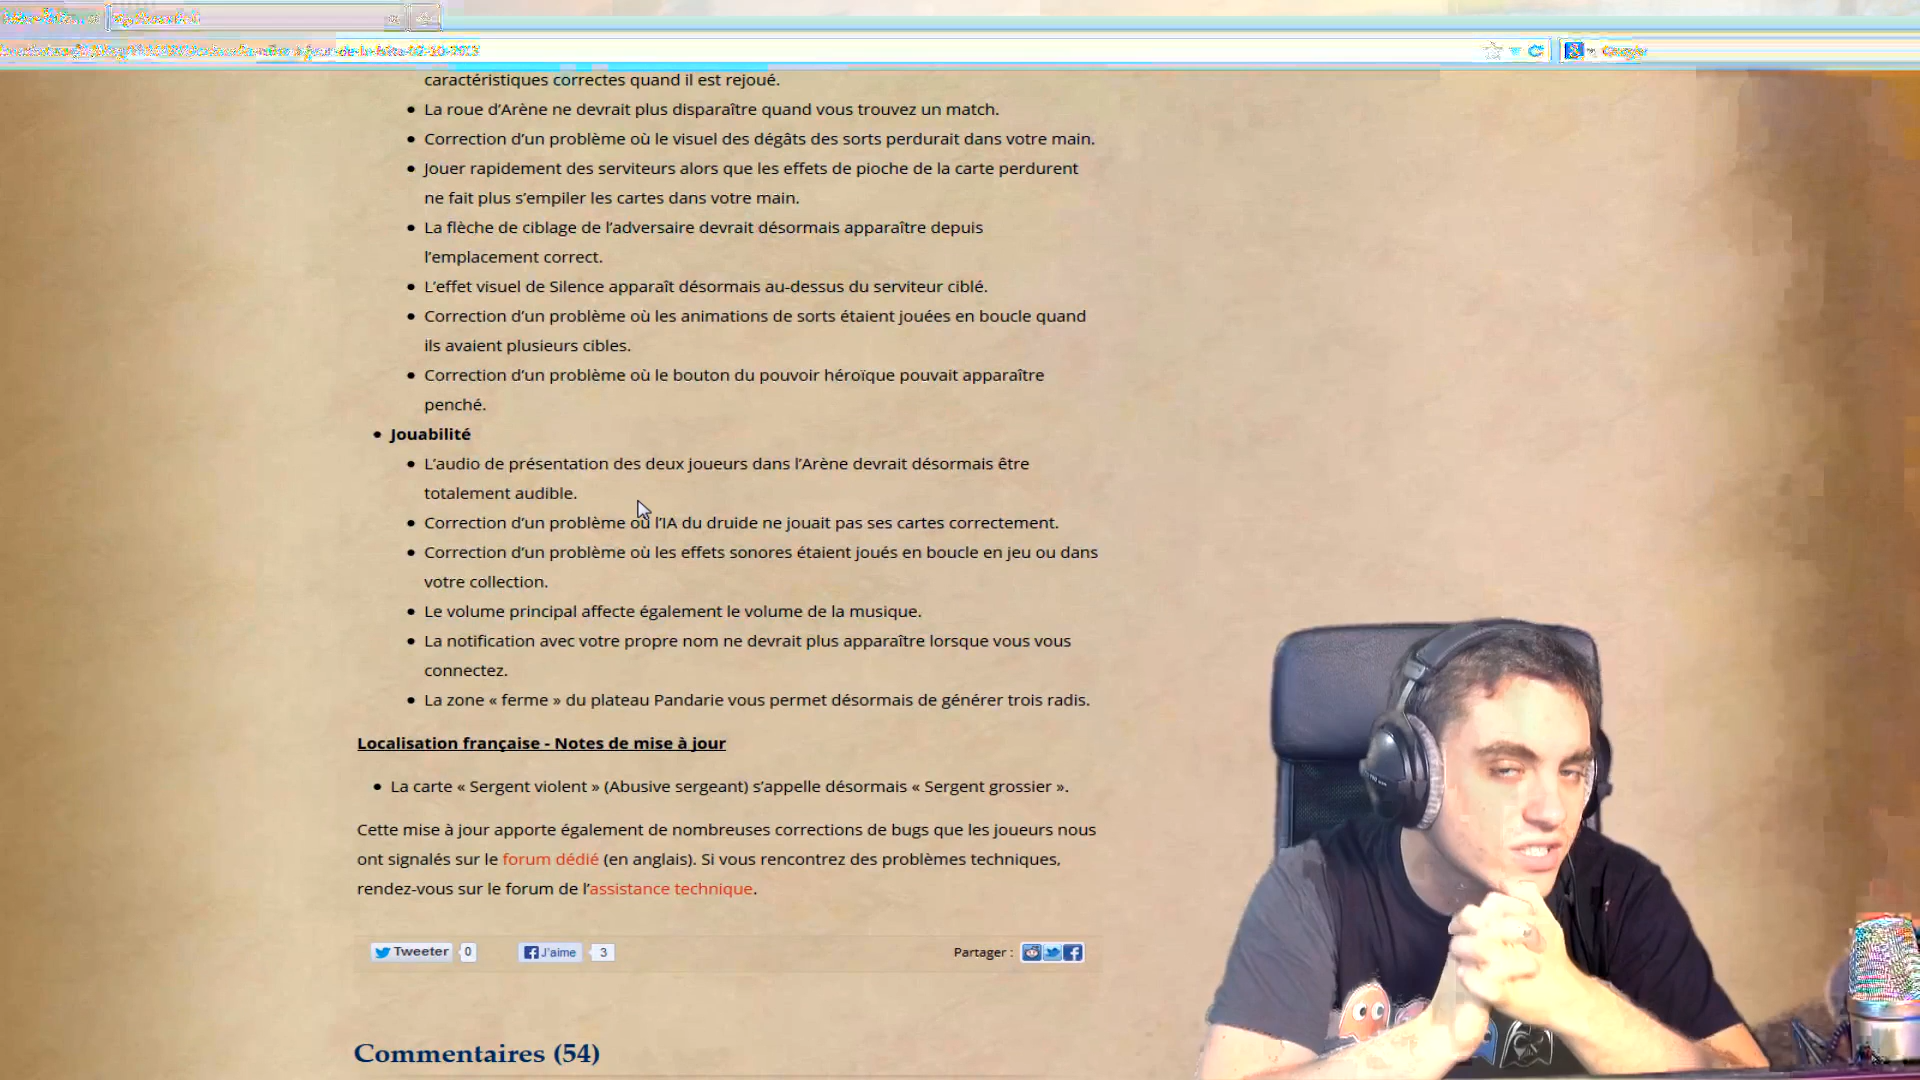 caractéristiques correctes quand il est rejoué.
La roue d’Arène ne devrait plus disparaître quand vous trouvez un match.
Correction d’un problème où le visuel des dégâts des sorts perdurait dans votre main.
Jouer rapidement des serviteurs alors que les effets de pioche de la carte perdurent
ne fait plus s’empiler les cartes dans votre main.
La flèche de ciblage de l’adversaire devrait désormais apparaître depuis
l’emplacement correct.
L’effet visuel de Silence apparaît désormais au-dessus du serviteur ciblé.
Correction d’un problème où les animations de sorts étaient jouées en boucle quand
ils avaient plusieurs cibles.
Correction d’un problème où le bouton du pouvoir héroïque pouvait apparaître
penché.
Jouabilité
L’audio de présentation des deux joueurs dans l’Arène devrait désormais être
totalement audible.
Correction d’un problème où l’IA du druide ne jouait pas ses cartes correctement.
Correction d’un problème où les effets sonores étaient joués en boucle en jeu ou dans
votre collection.
Le volume principal affecte également le volume de la musique.
La notification avec votre propre nom ne devrait plus apparaître lorsque vous vous
connectez.
La zone « ferme » du plateau Pandarie vous permet désormais de générer trois radis.
Localisation française - Notes de mise à jour
La carte « Sergent violent » (Abusive sergeant) s’appelle désormais « Sergent grossier ».
Cette mise à jour apporte également de nombreuses corrections de bugs que les joueurs nous
ont signalés sur le forum dédié (en anglais). Si vous rencontrez des problèmes techniques,
rendez-vous sur le forum de l’assistance technique.
Tweeter 0 J'aime 3 Partager :
Commentaires (54)